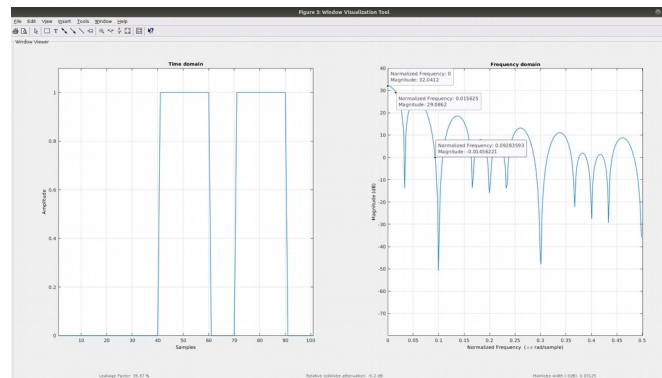 Figure 3: Window Visualization Tool
File Edit View Insert Tools Window Help
Window Viewer
Time domain
Amplitude
1
0.8
0.6
0.4
0.2
0
10 20 30 40 50 60 70 80 90 100
Samples
Frequency domain
Normalized Frequency: 0
Magnitude: 32.0412
Normalized Frequency: 0.015625
Magnitude: 29.0862
Normalized Frequency: 0.09283593
Magnitude: -0.01456221
Magnitude (dB)
40
30
20
10
0
-10
-20
-30
-40
-50
-60
-70
0 0.05 0.1 0.15 0.2 0.25 0.3 0.35 0.4 0.45 0.5
Normalized Frequency (×π rad/sample)
Leakage Factor: 35.67 %
Relative sidelobe attenuation: -6.2 dB
Mainlobe width (-3dB): 0.03125